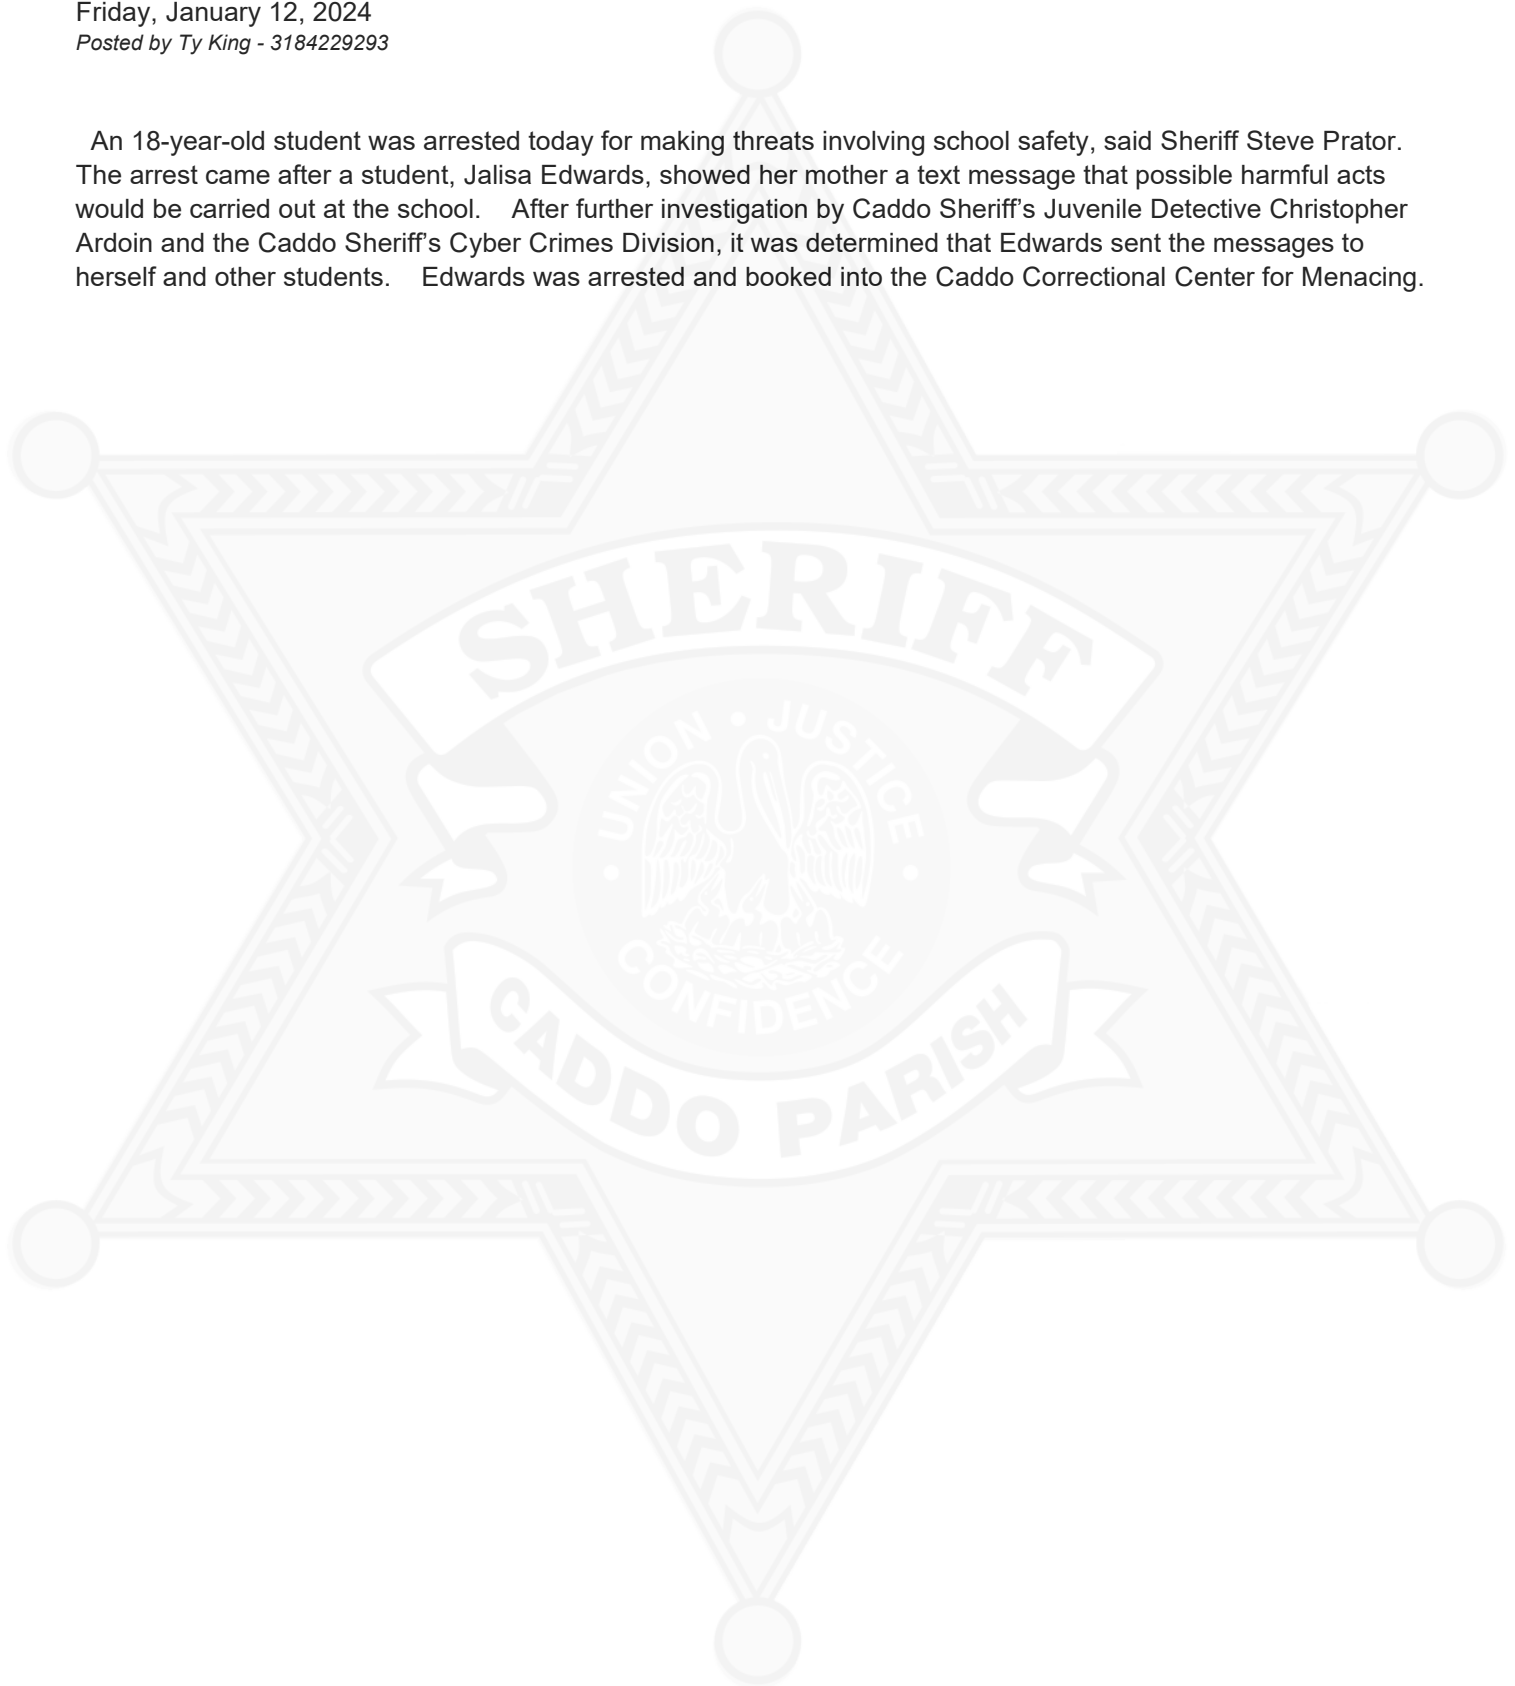 Friday, January 12, 2024
Posted by Ty King - 3184229293
An 18-year-old student was arrested today for making threats involving school safety, said Sheriff Steve Prator.
The arrest came after a student, Jalisa Edwards, showed her mother a text message that possible harmful acts
would be carried out at the school.    After further investigation by Caddo Sheriff’s Juvenile Detective Christopher
Ardoin and the Caddo Sheriff’s Cyber Crimes Division, it was determined that Edwards sent the messages to
herself and other students.    Edwards was arrested and booked into the Caddo Correctional Center for Menacing.
SHERIFF
UNION • JUSTICE
• CONFIDENCE •
CADDO PARISH